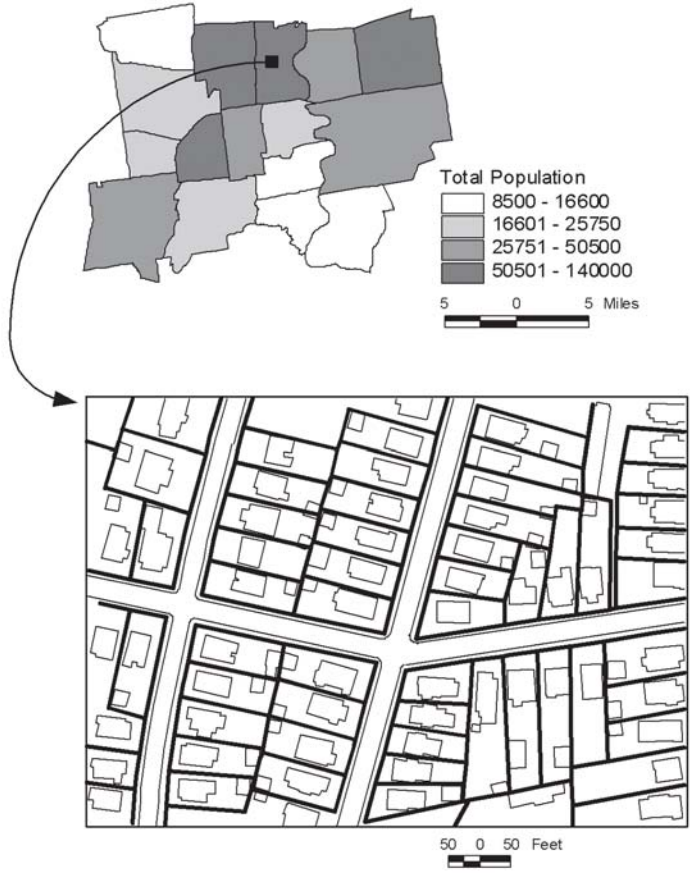 Total Population
8500 - 16600
16601 - 25750
25751 - 50500
50501 - 140000
5 0 5 Miles
50 0 50 Feet